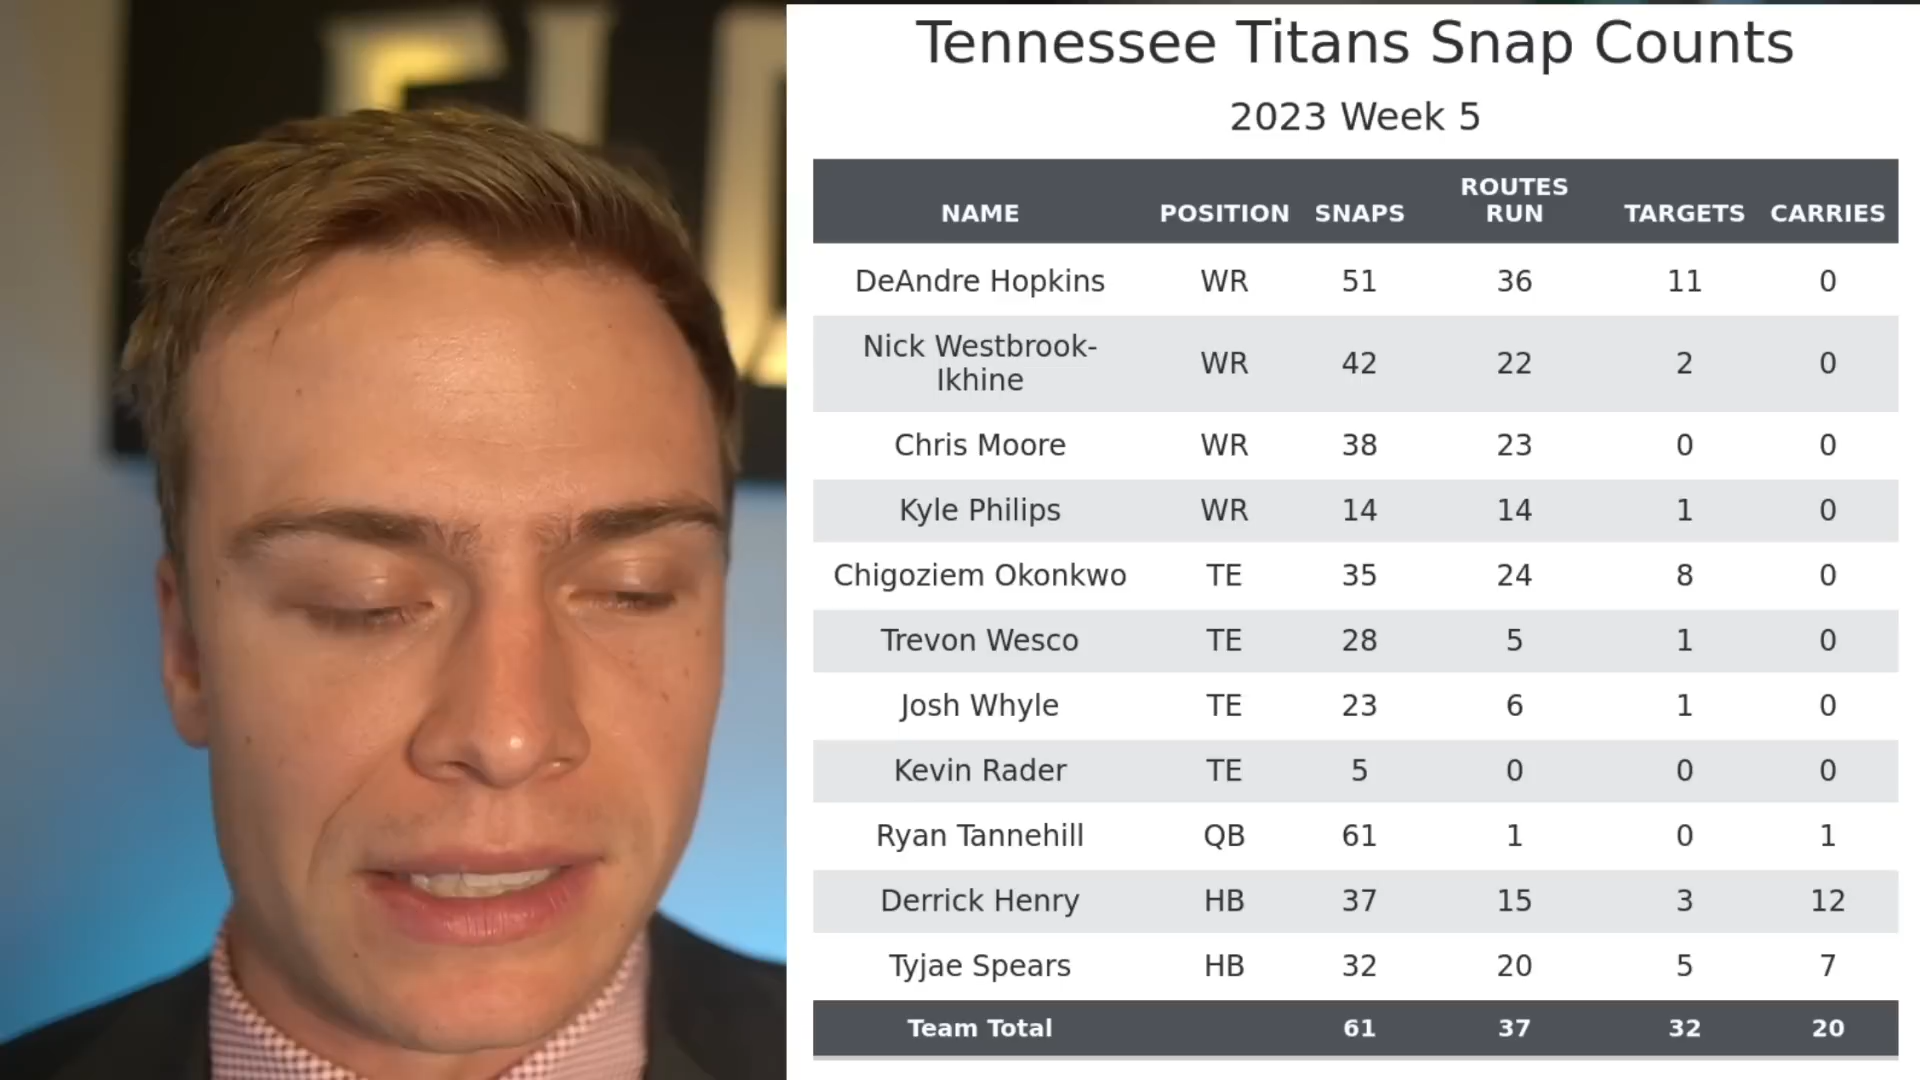 Tennessee Titans Snap Counts
2023 Week 5
NAME POSITION SNAPS ROUTES RUN TARGETS CARRIES
DeAndre Hopkins WR 51 36 11 0
Nick Westbrook-
Ikhine WR 42 22 2 0
Chris Moore WR 38 23 0 0
Kyle Philips WR 14 14 1 0
Chigoziem Okonkwo TE 35 24 8 0
Trevon Wesco TE 28 5 1 0
Josh Whyle TE 23 6 1 0
Kevin Rader TE 5 0 0 0
Ryan Tannehill QB 61 1 0 1
Derrick Henry HB 37 15 3 12
Tyjae Spears HB 32 20 5 7
Team Total 61 37 32 20